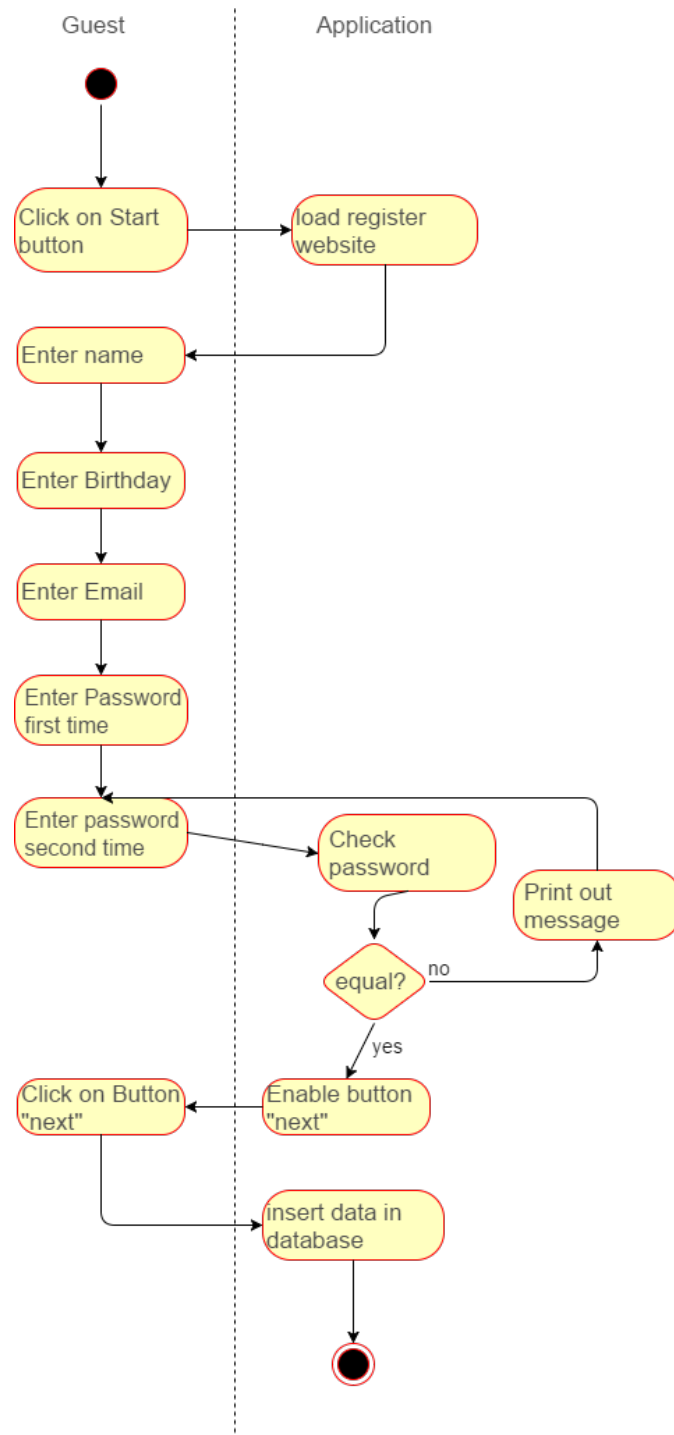 Guest
Application
Click on Start
button
load register
website
Enter name
Enter Birthday
Enter Email
Enter Password
first time
Enter password
second time
Check
password
Print out
message
equal?
no
yes
Click on Button
"next"
Enable button
"next"
insert data in
database